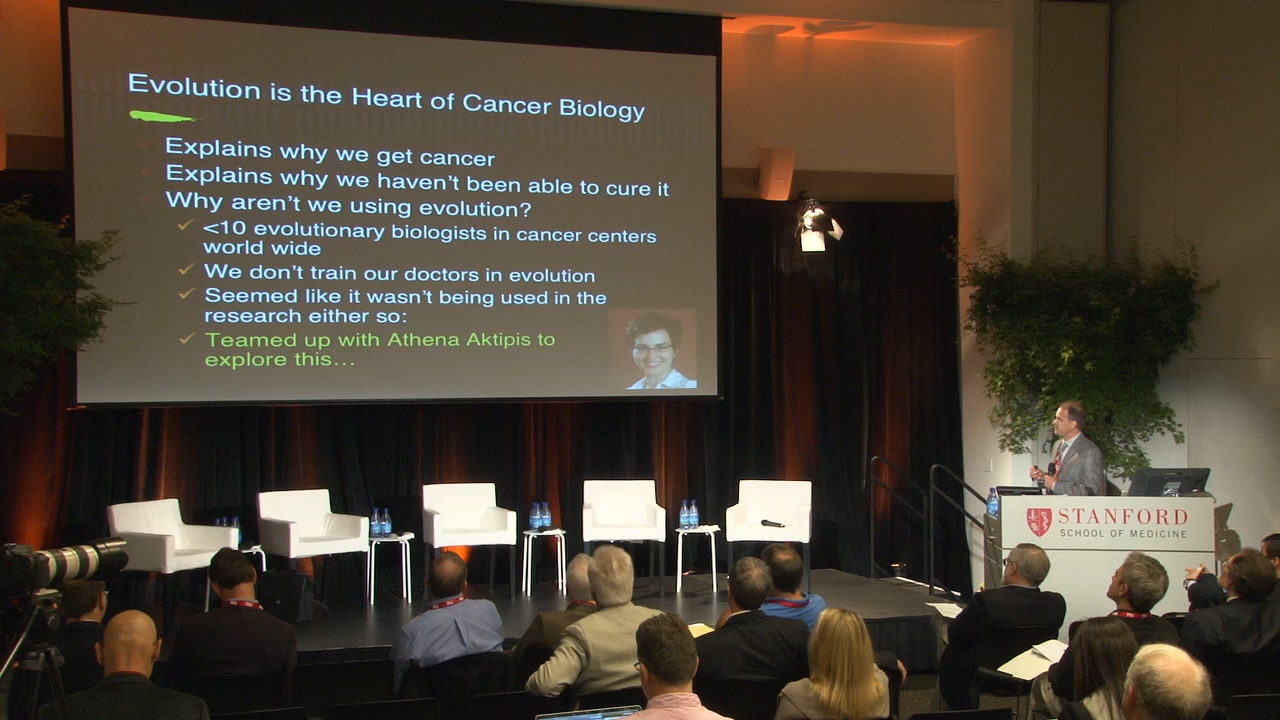 Evolution is the Heart of Cancer Biology
Explains why we get cancer
Explains why we haven't been able to cure it
Why aren't we using evolution?
<10 evolutionary biologists in cancer centers
world wide
We don't train our doctors in evolution
Seemed like it wasn't being used in the
research either so:
Teamed up with Athena Aktipis to
explore this...
STANFORD
SCHOOL OF MEDICINE